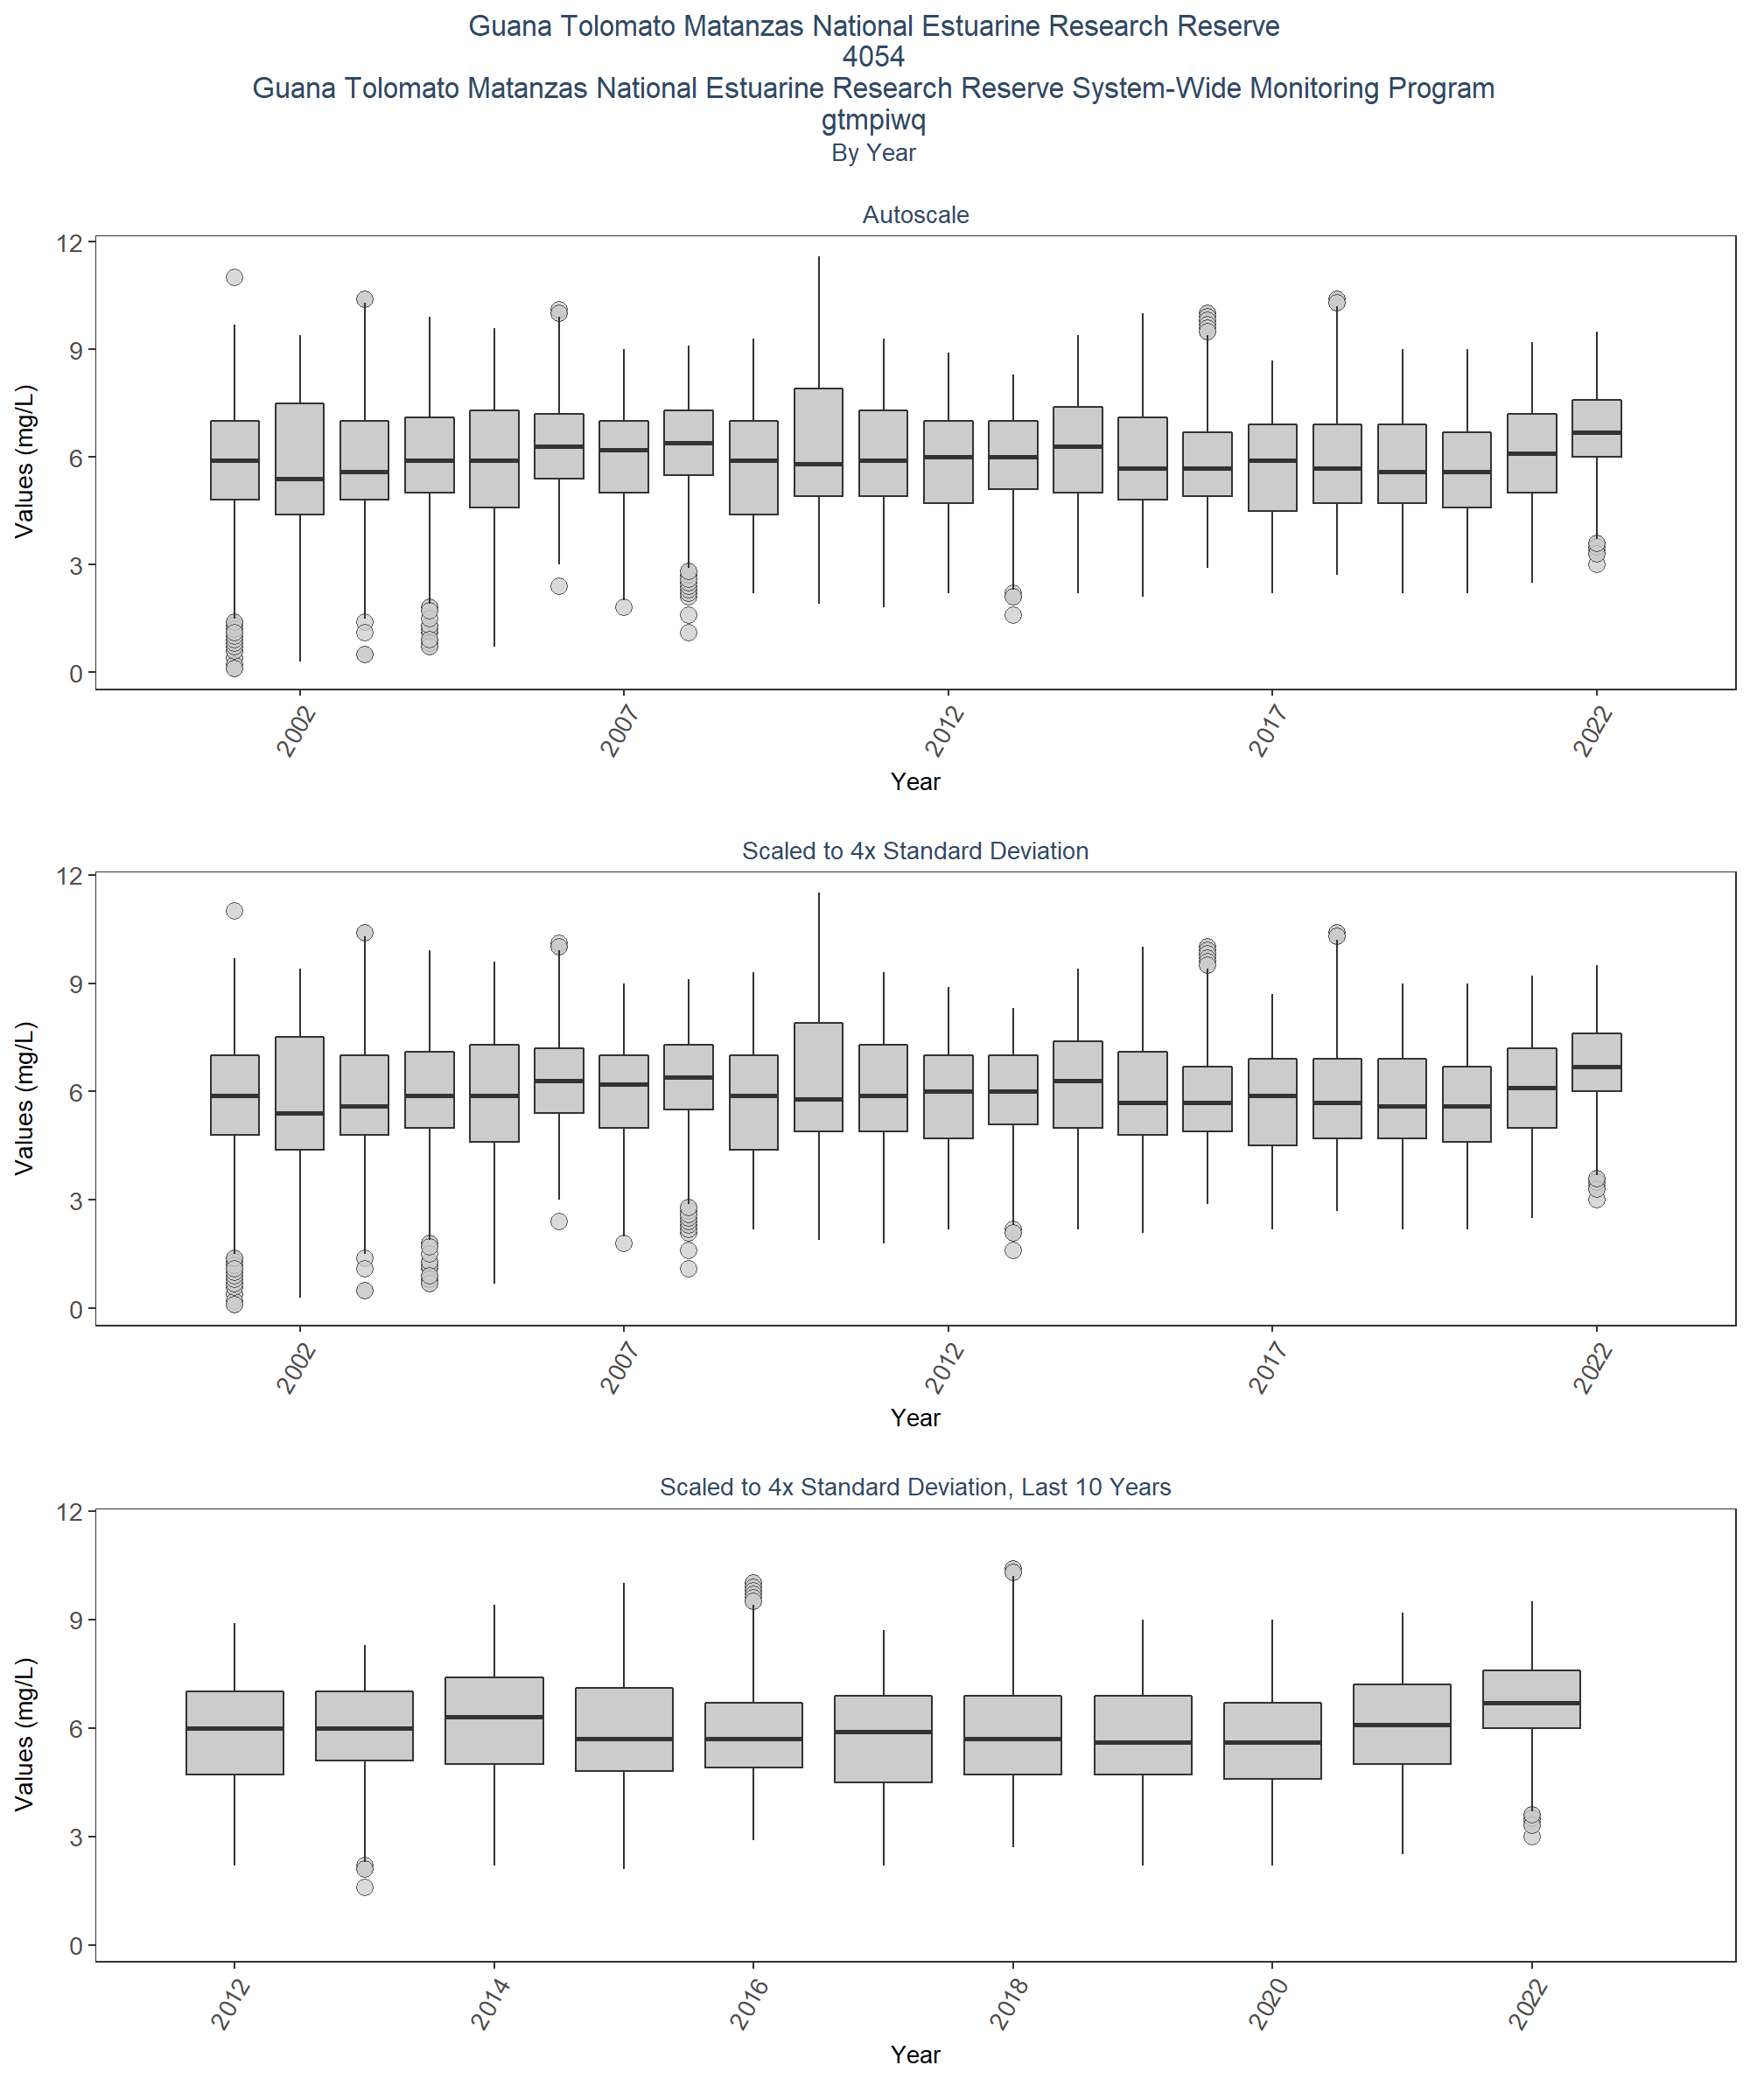 Guana Tolomato Matanzas National Estuarine Research Reserve
4054
Guana Tolomato Matanzas National Estuarine Research Reserve System-Wide Monitoring Program
gtmpiwq
By Year
Autoscale
Values (mg/L)
12
9
6
3
0
2002 2007 2012 2017 2022
Year
Scaled to 4x Standard Deviation
Values (mg/L)
12
9
6
3
0
2002 2007 2012 2017 2022
Year
Scaled to 4x Standard Deviation, Last 10 Years
Values (mg/L)
12
9
6
3
0
2012 2014 2016 2018 2020 2022
Year